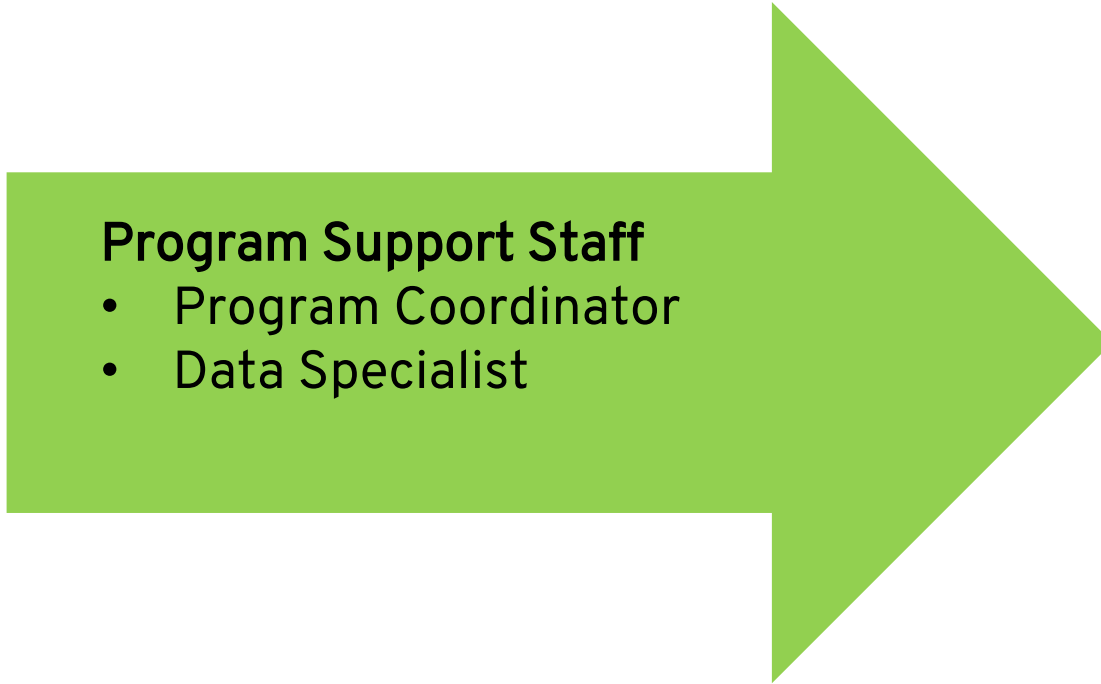 Program Support Staff
• Program Coordinator
• Data Specialist